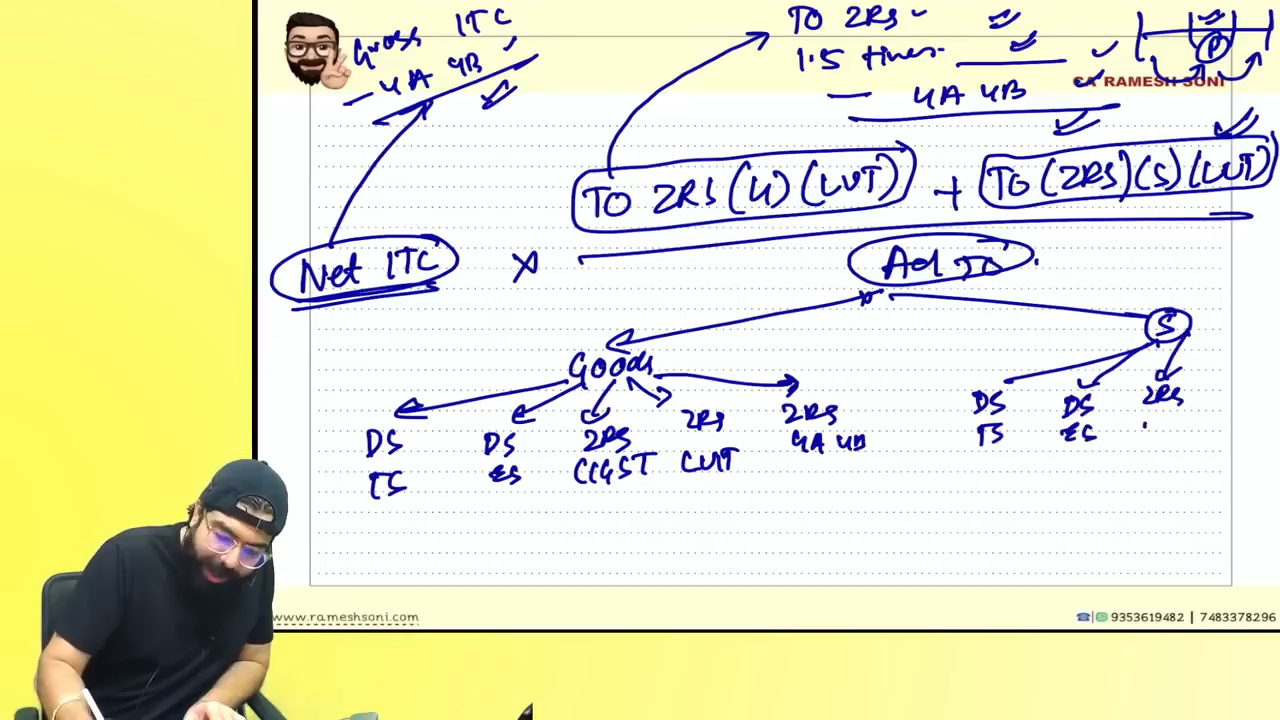 Gross ITC
- 4A 4B
TO ZRS
1.5 times
- 4A 4B
P
CA RAMESH SONI
TO ZRS (G) (LUT) + TO (ZRS) (S) (LUT)
Net ITC × Adj TO
Goods
S
DS TS
DS ES
ZRS CIGST
ZRS LUT
ZRS 4A 4B
DS TS
DS ES
ZRS
www.rameshsoni.com
9353619482 | 7483378296